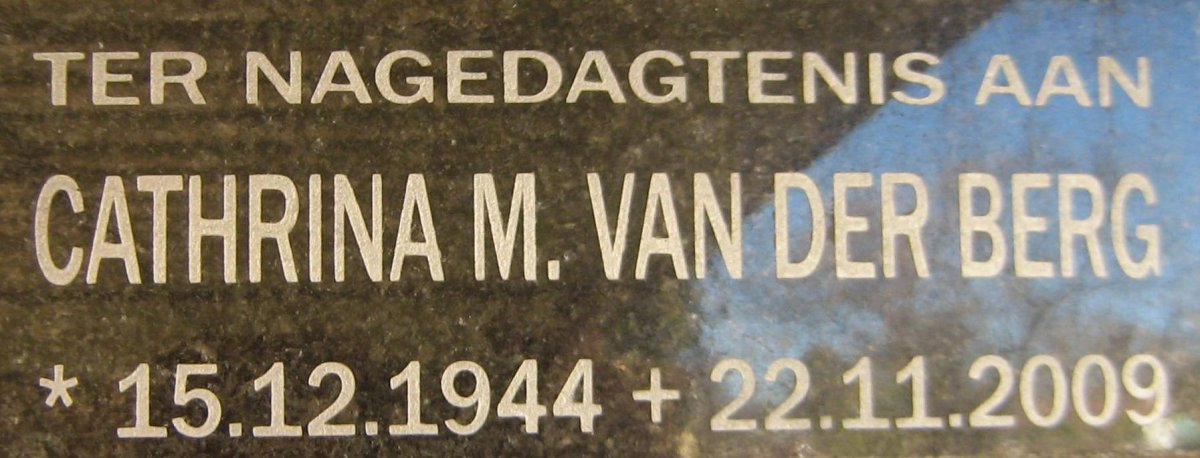 TER NAGEDAGTENIS AAN
CATHRINA M. VAN DER BERG
* 15.12.1944 + 22.11.2009